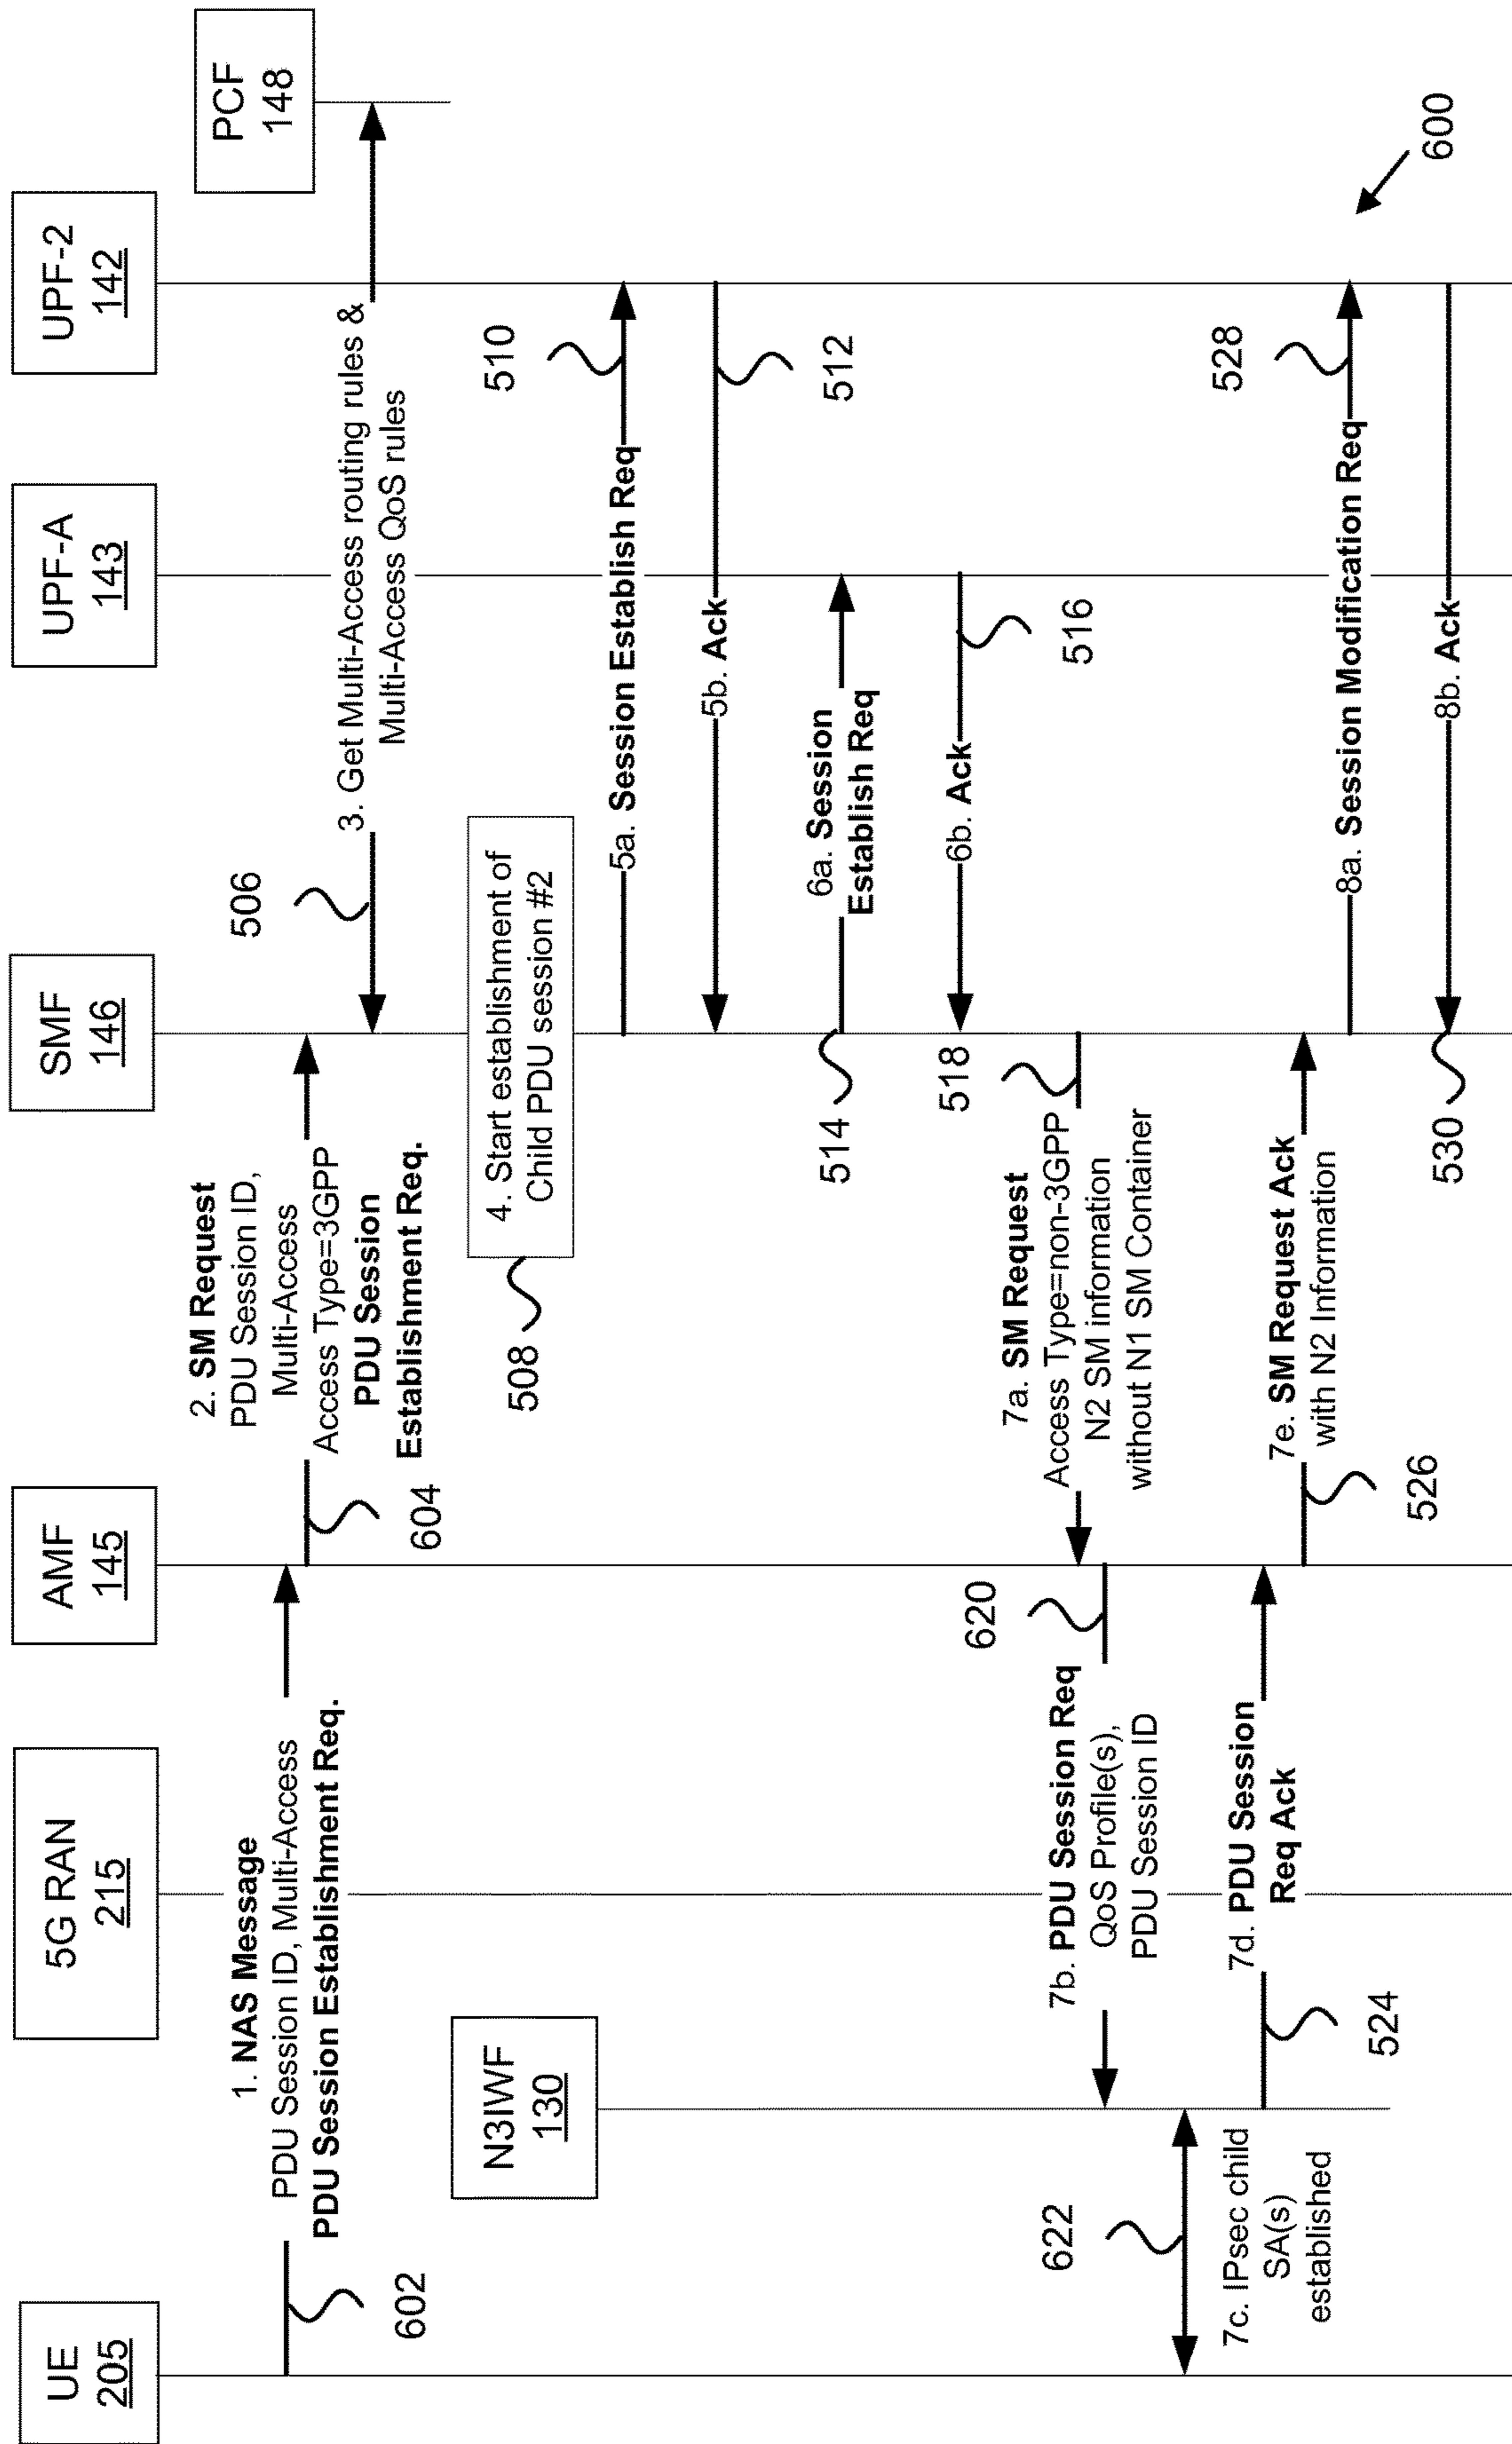 UE
205
5G RAN
215
AMF
145
SMF
146
UPF-A
143
UPF-2
142
PCF
148
N3IWF
130
1. NAS Message
PDU Session ID, Multi-Access
PDU Session Establishment Req.
602
2. SM Request
PDU Session ID,
Multi-Access
Access Type=3GPP
PDU Session
Establishment Req.
604
506
3. Get Multi-Access routing rules &
Multi-Access QoS rules
4. Start establishment of
Child PDU session #2
508
5a. Session Establish Req
510
5b. Ack
512
6a. Session
Establish Req
514
6b. Ack
516
518
7a. SM Request
Access Type=non-3GPP
N2 SM information
without N1 SM Container
620
7b. PDU Session Req
QoS Profile(s),
PDU Session ID
622
7c. IPsec child
SA(s)
established
7d. PDU Session
Req Ack
524
7e. SM Request Ack
with N2 Information
526
8a. Session Modification Req
528
8b. Ack
530
600